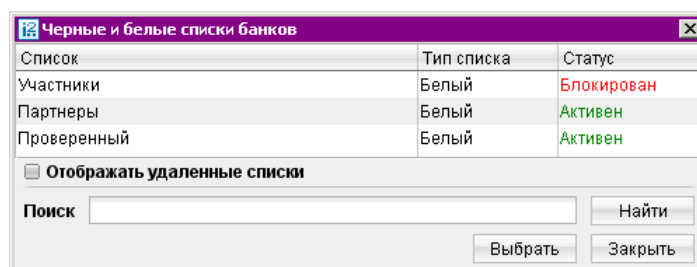 Черные и белые списки банков
Список Тип списка Статус
Участники Белый Блокирован
Партнеры Белый Активен
Проверенный Белый Активен
Отображать удаленные списки
Поиск Найти
Выбрать Закрыть